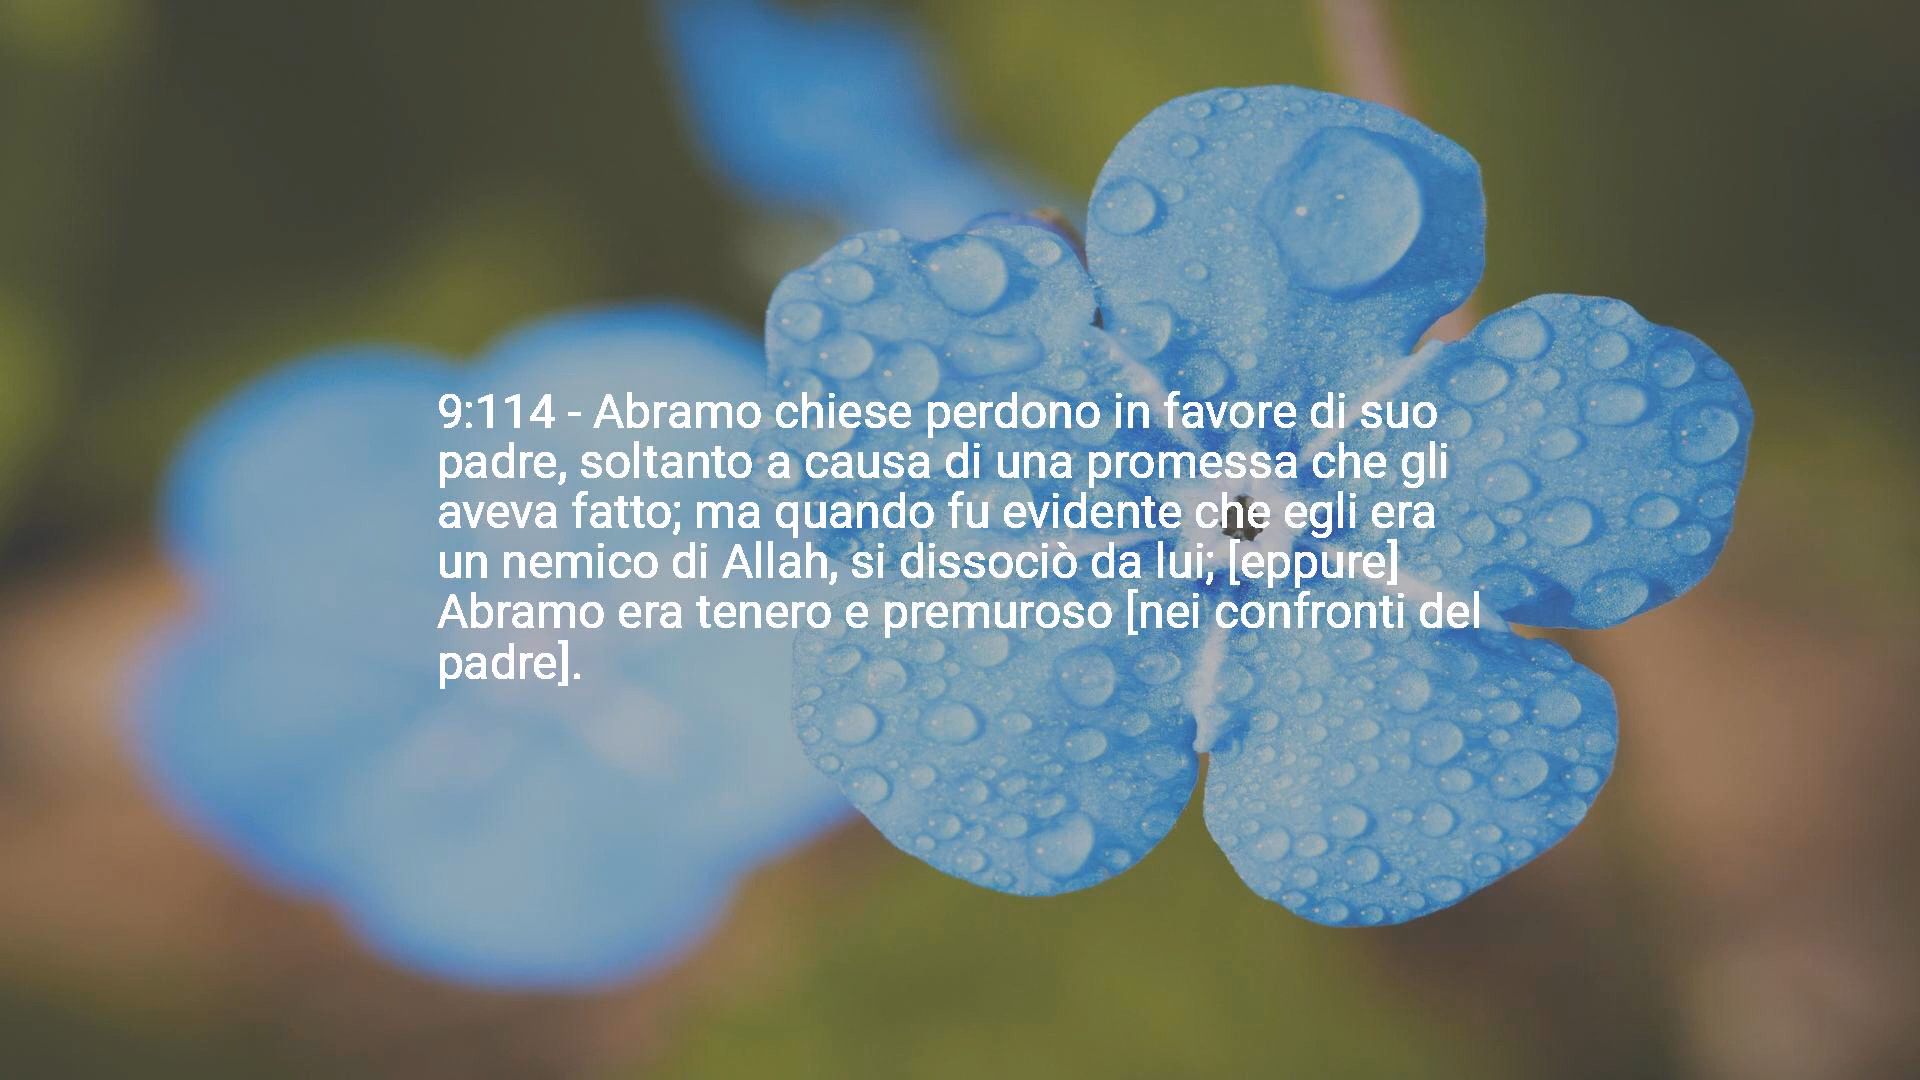 9:114 - Abramo chiese perdono in favore di suo
padre, soltanto a causa di una promessa che gli
aveva fatto; ma quando fu evidente che egli era
un nemico di Allah, si dissociò da lui; [eppure]
Abramo era tenero e premuroso [nei confronti del
padre].